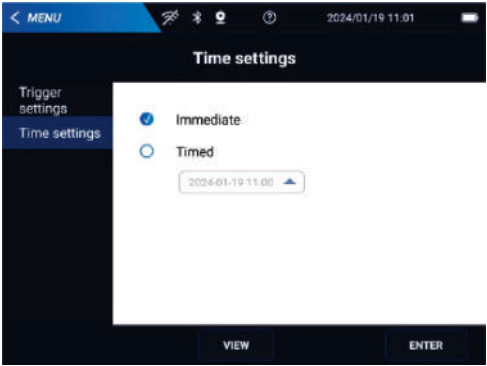 < MENU
2024/01/19 11:01
Time settings
Trigger
settings
Time settings
Immediate
Timed
2024-01-19 11:00
VIEW
ENTER